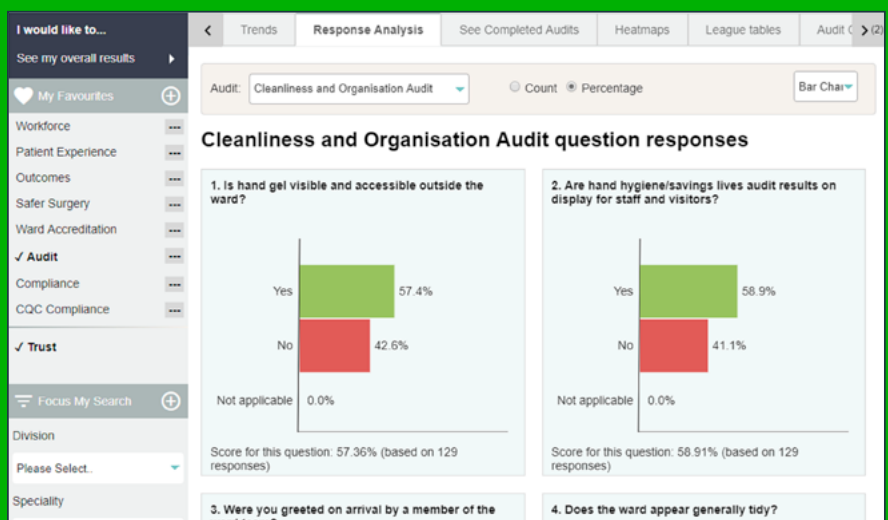 I would like to...
See my overall results
My Favourites
Workforce ---
Patient Experience ---
Outcomes ---
Safer Surgery ---
Ward Accreditation ---
✓ Audit ---
Compliance ---
CQC Compliance ---
✓ Trust
Focus My Search
Division
Please Select..
Speciality
Trends
Response Analysis
See Completed Audits
Heatmaps
League tables
Audit
(2)
Audit: Cleanliness and Organisation Audit
Count Percentage
Bar Char
Cleanliness and Organisation Audit question responses
1. Is hand gel visible and accessible outside the
ward?
Yes 57.4%
No 42.6%
Not applicable 0.0%
Score for this question: 57.36% (based on 129
responses)
2. Are hand hygiene/savings lives audit results on
display for staff and visitors?
Yes 58.9%
No 41.1%
Not applicable 0.0%
Score for this question: 58.91% (based on 129
responses)
3. Were you greeted on arrival by a member of the
4. Does the ward appear generally tidy?